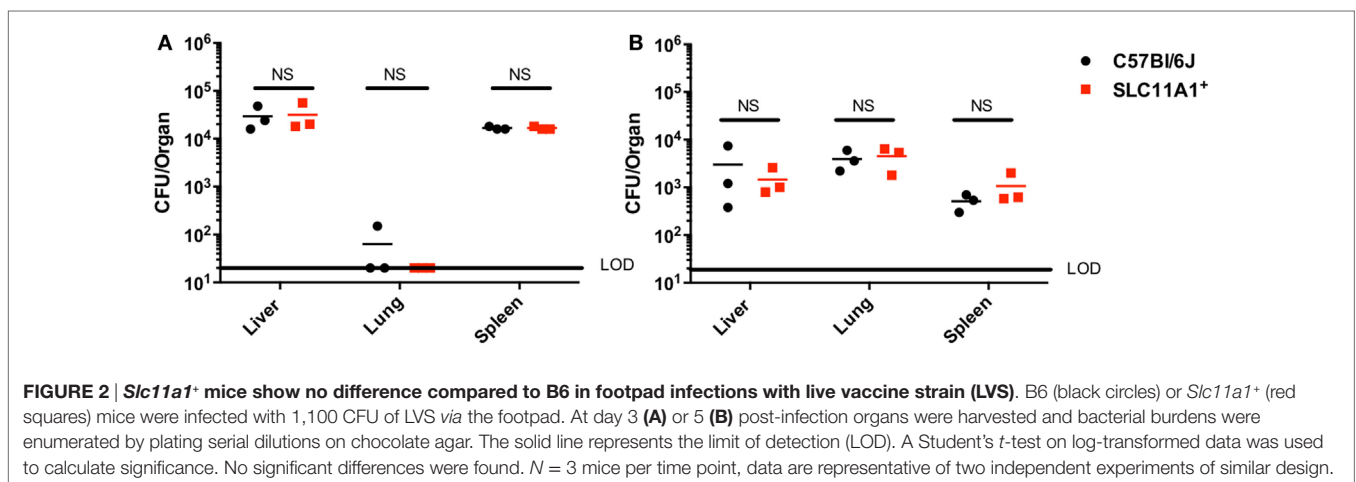 A
B
10⁶
10⁵
10⁴
10³
10²
10¹
CFU/Organ
NS
NS
NS
LOD
Liver
Lung
Spleen
10⁶
10⁵
10⁴
10³
10²
10¹
CFU/Organ
NS
NS
NS
LOD
Liver
Lung
Spleen
C57Bl/6J
SLC11A1⁺
FIGURE 2 | Slc11a1⁺ mice show no difference compared to B6 in footpad infections with live vaccine strain (LVS). B6 (black circles) or Slc11a1⁺ (red
squares) mice were infected with 1,100 CFU of LVS via the footpad. At day 3 (A) or 5 (B) post-infection organs were harvested and bacterial burdens were
enumerated by plating serial dilutions on chocolate agar. The solid line represents the limit of detection (LOD). A Student's t-test on log-transformed data was used
to calculate significance. No significant differences were found. N = 3 mice per time point, data are representative of two independent experiments of similar design.